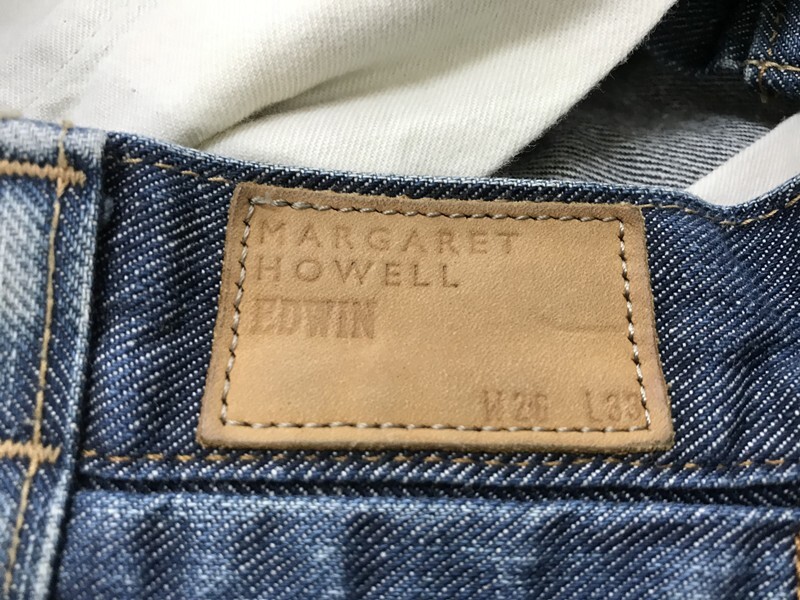 MARGARET
HOWELL
EDWIN
W26 L33